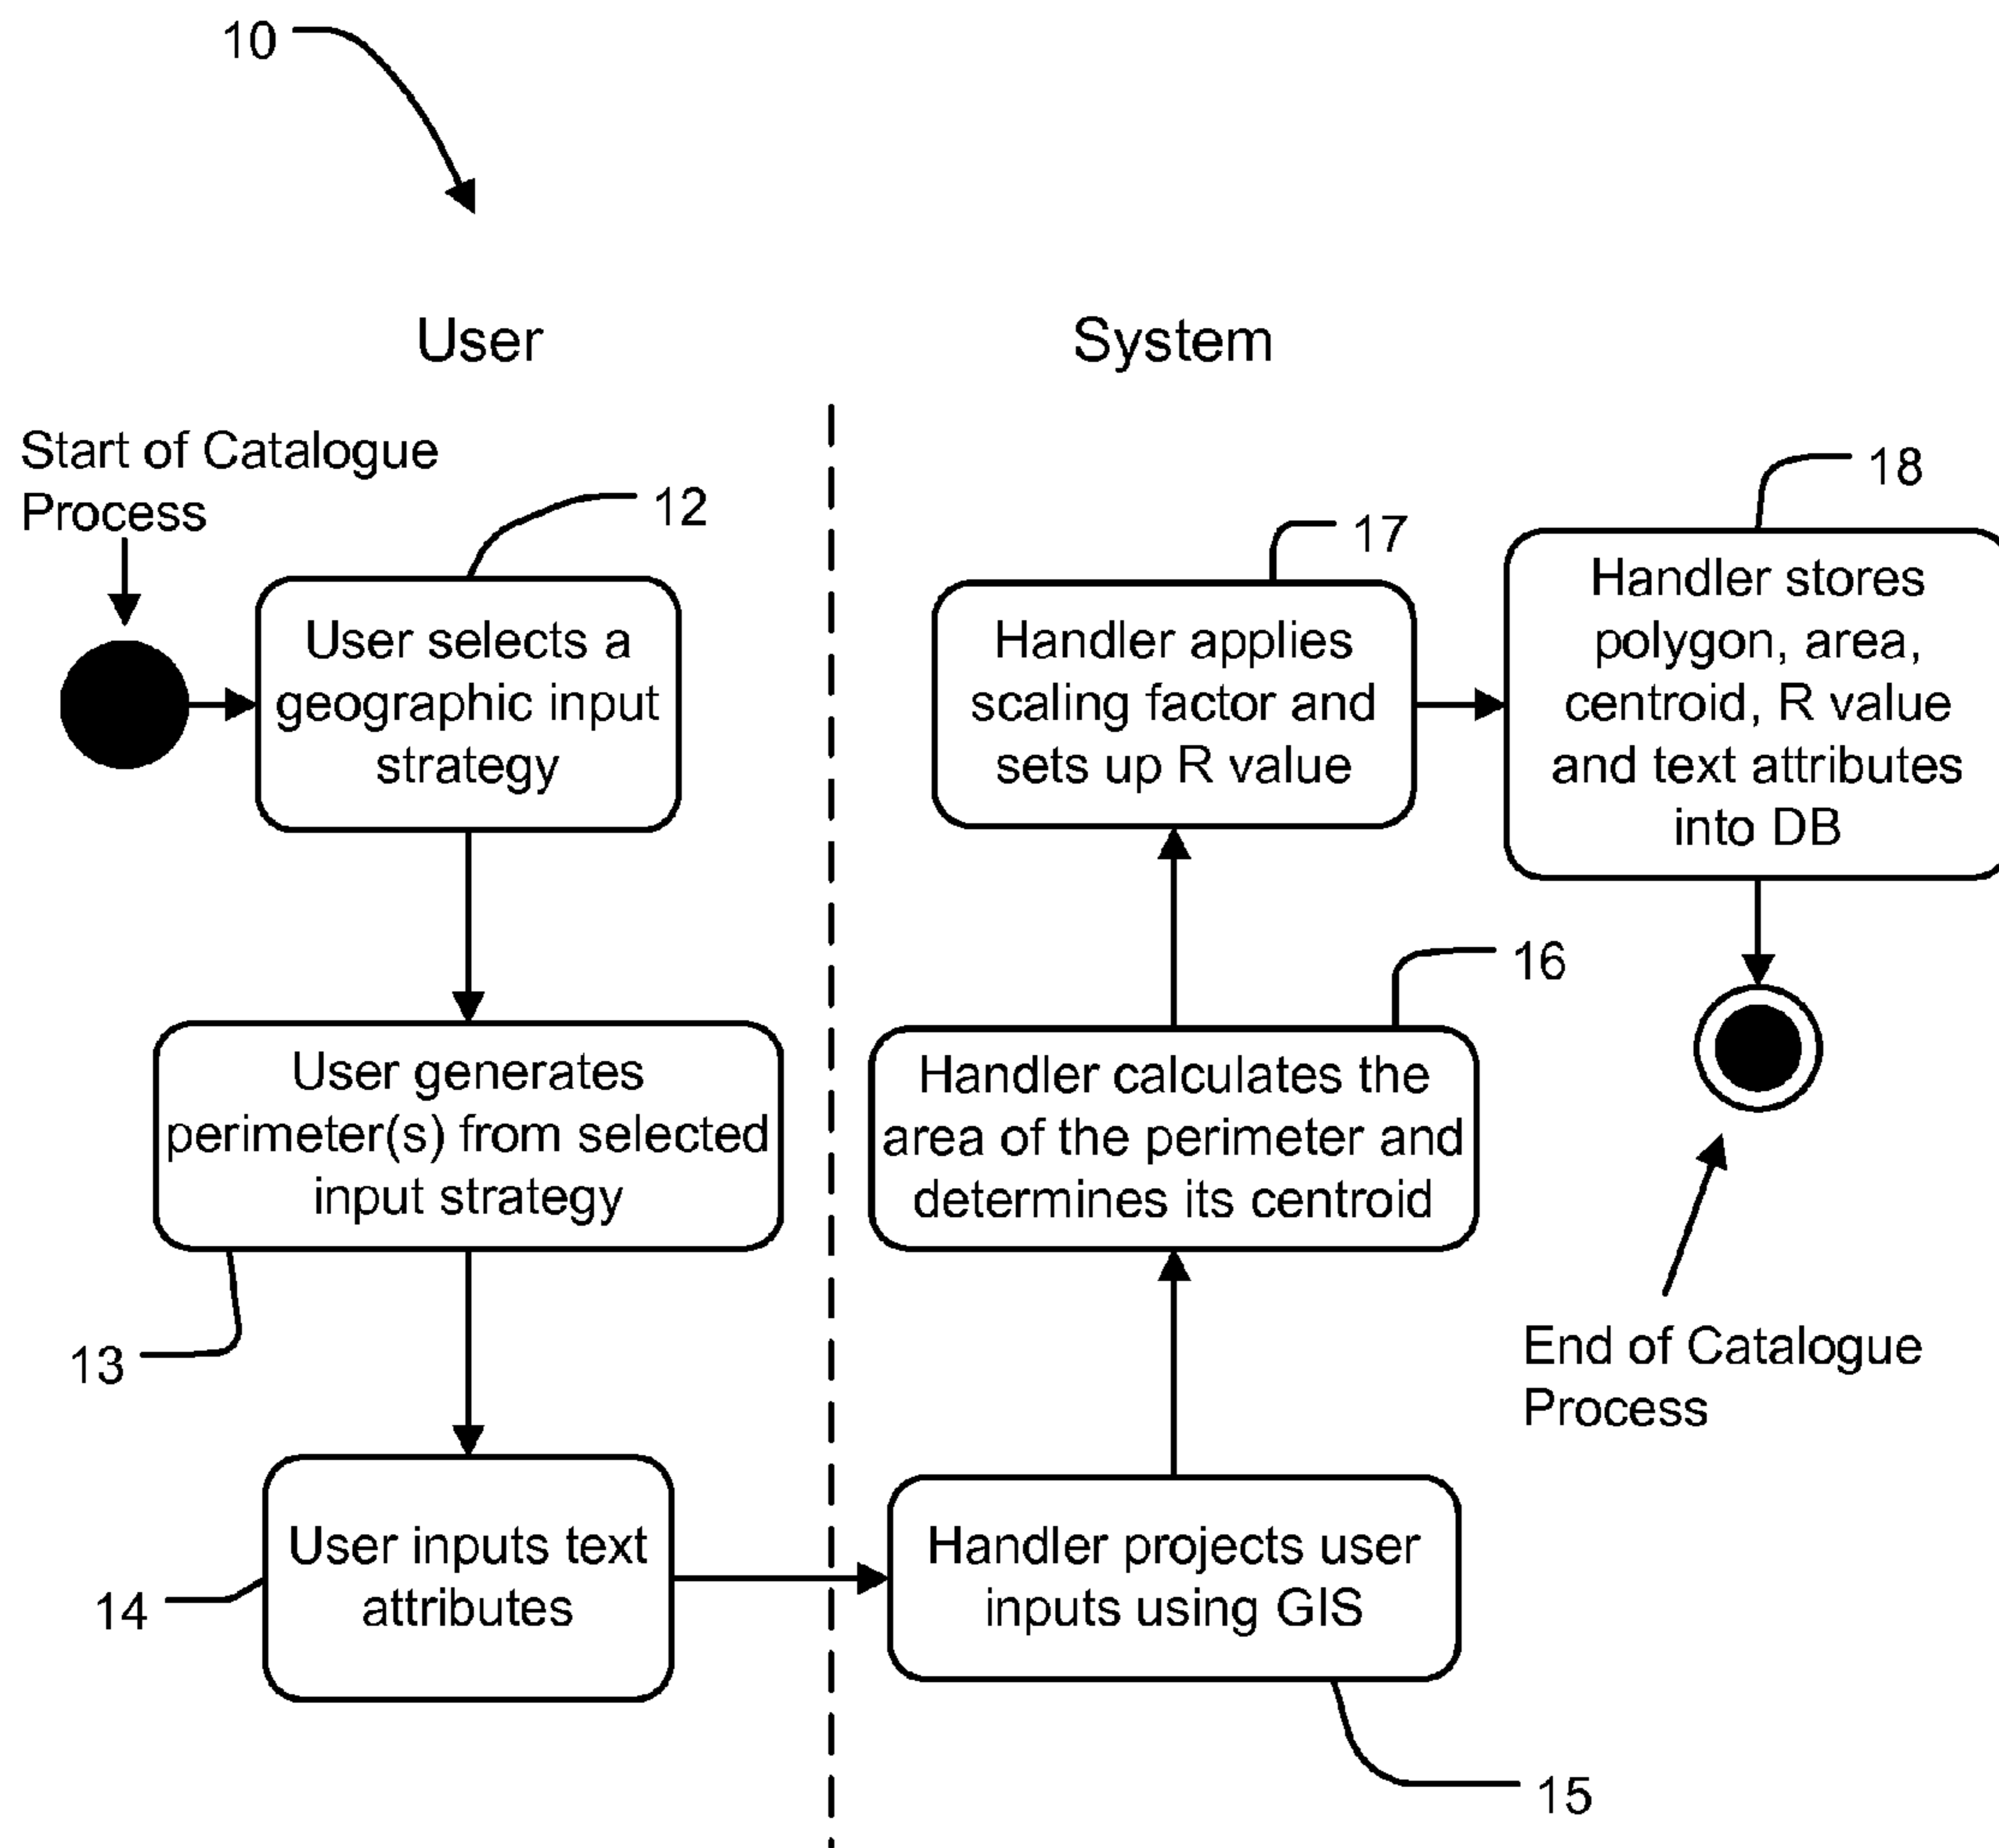 10
User
System
Start of Catalogue
Process
12
User selects a
geographic input
strategy
User generates
perimeter(s) from selected
input strategy
13
User inputs text
attributes
14
Handler projects user
inputs using GIS
15
Handler calculates the
area of the perimeter and
determines its centroid
16
Handler applies
scaling factor and
sets up R value
17
Handler stores
polygon, area,
centroid, R value
and text attributes
into DB
18
End of Catalogue
Process